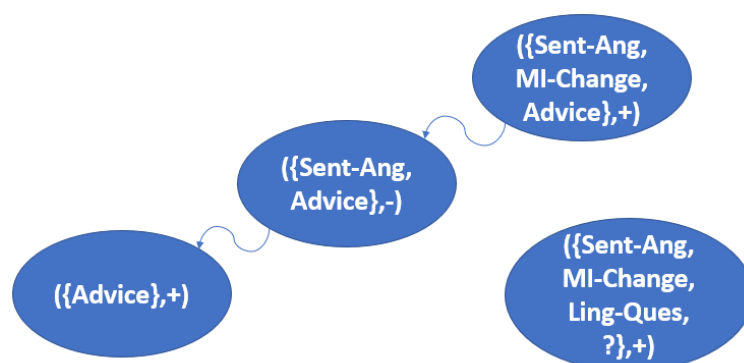 ({Sent-Ang,
MI-Change,
Advice},+)
({Sent-Ang,
Advice},-)
({Advice},+)
({Sent-Ang,
MI-Change,
Ling-Ques,
?},+)